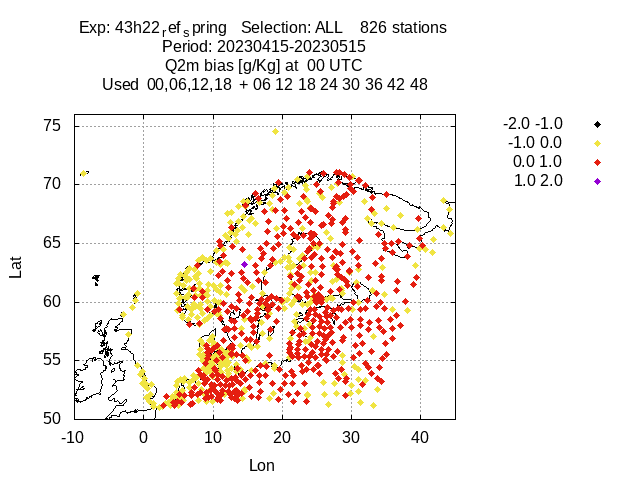 Exp: 43h22refspring Selection: ALL 826 stations
Period: 20230415-20230515
Q2m bias [g/Kg] at 00 UTC
Used 00,06,12,18 + 06 12 18 24 30 36 42 48
-2.0 -1.0
-1.0 0.0
0.0 1.0
1.0 2.0
75
70
65
60
55
50
Lat
-10 0 10 20 30 40
Lon